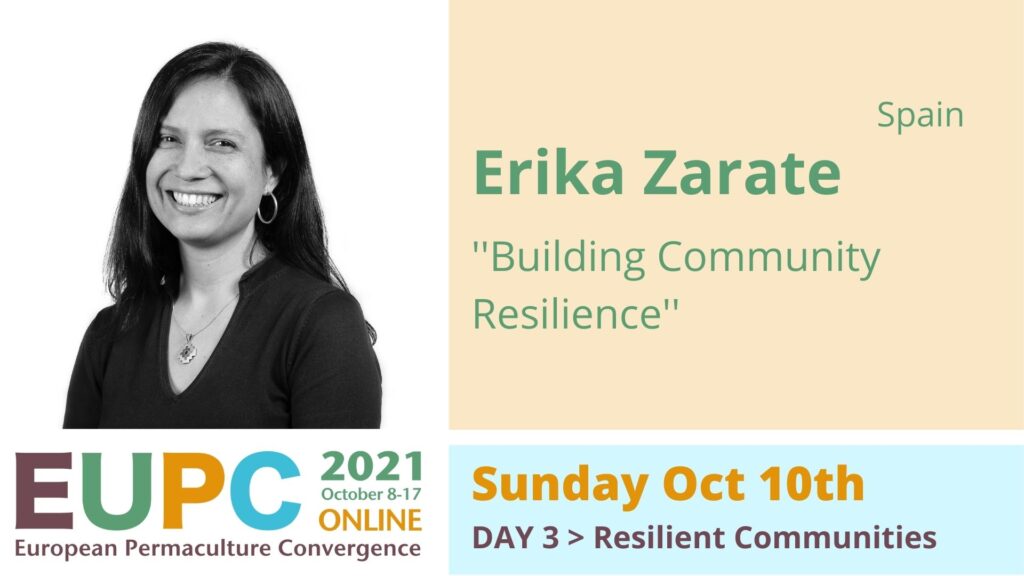 Spain
Erika Zarate
''Building Community
Resilience''
EUPC
2021
October 8-17
ONLINE
European Permaculture Convergence
Sunday Oct 10th
DAY 3 > Resilient Communities